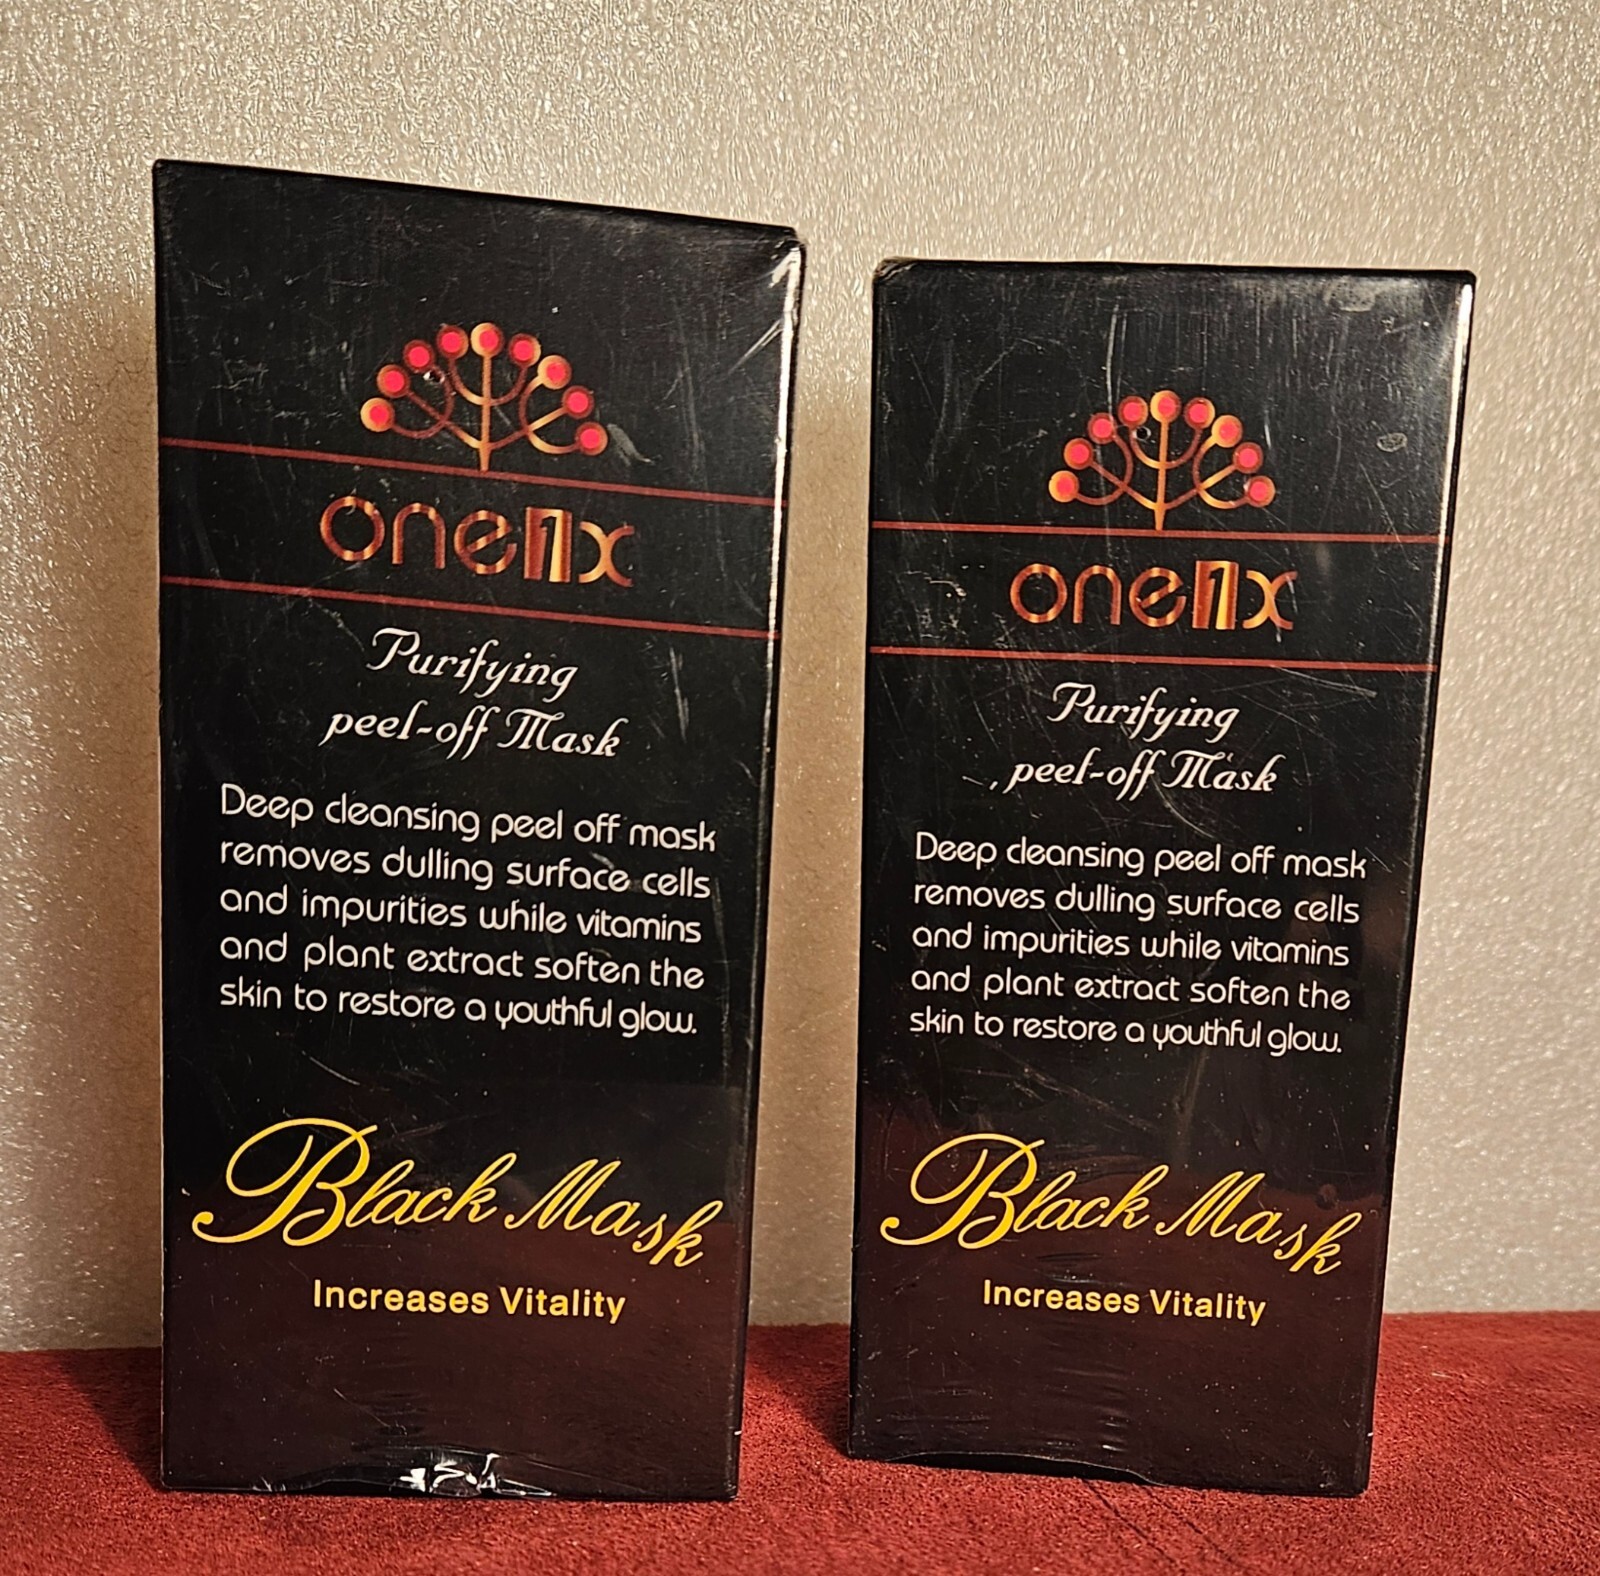 one1x
Purifying
peel-off Mask
Deep cleansing peel off mask
removes dulling surface cells
and impurities while vitamins
and plant extract soften the
skin to restore a youthful glow.
Black Mask
Increases Vitality
one1x
Purifying
peel-off Mask
Deep cleansing peel off mask
removes dulling surface cells
and impurities while vitamins
and plant extract soften the
skin to restore a youthful glow.
Black Mask
Increases Vitality